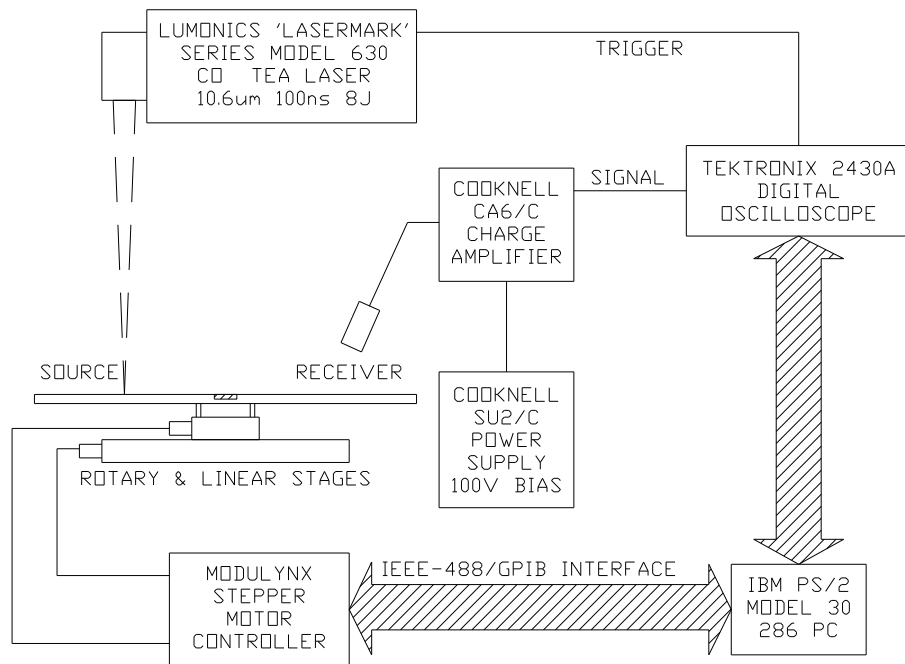 LUMONICS 'LASERMARK'
SERIES MODEL 630
CO TEA LASER
10.6um 100ns 8J
TRIGGER
TEKTRONIX 2430A
DIGITAL
OSCILLOSCOPE
SIGNAL
COOKNELL
CA6/C
CHARGE
AMPLIFIER
SOURCE
RECEIVER
COOKNELL
SU2/C
POWER
SUPPLY
100V BIAS
ROTARY & LINEAR STAGES
MODULYNX
STEPPER
MOTOR
CONTROLLER
IEEE-488/GPIB INTERFACE
IBM PS/2
MODEL 30
286 PC